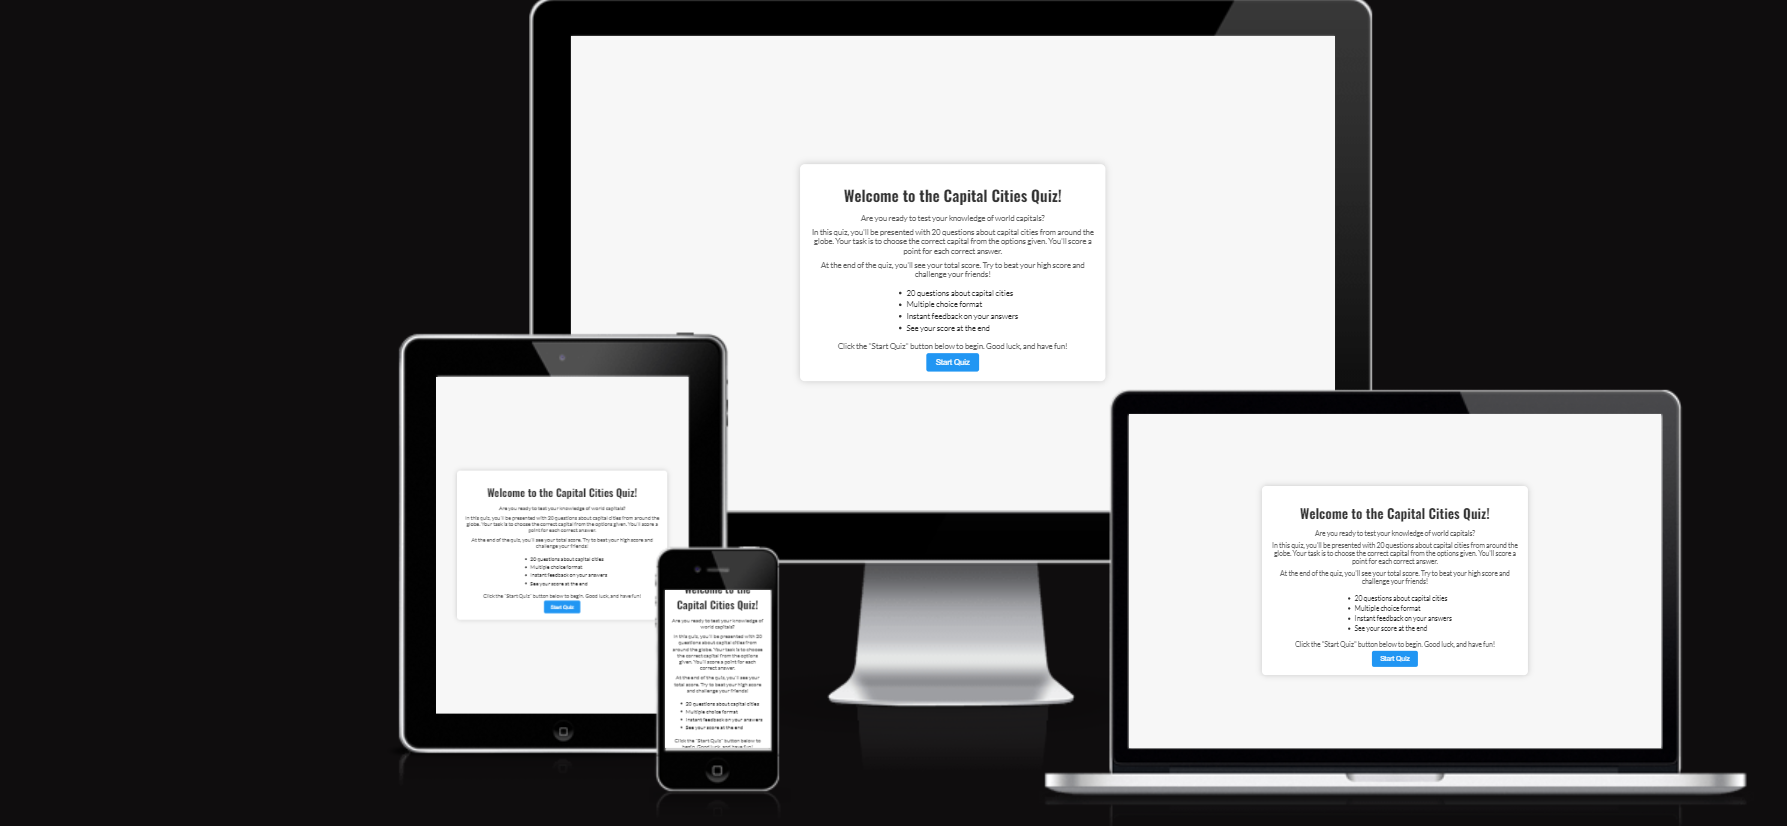 Welcome to the Capital Cities Quiz!
Are you ready to test your knowledge of world capitals?
In this quiz, you'll be presented with 20 questions about capital cities from around the
globe. Your task is to choose the correct capital from the options given. You'll score a
point for each correct answer.
At the end of the quiz, you'll see your total score. Try to beat your high score and
challenge your friends!
• 20 questions about capital cities
• Multiple choice format
• Instant feedback on your answers
• See your score at the end
Click the "Start Quiz" button below to begin. Good luck, and have fun!
Start Quiz
Welcome to the Capital Cities Quiz!
Are you ready to test your knowledge of world capitals?
In this quiz, you'll be presented with 20 questions about capital cities from around the
globe. Your task is to choose the correct capital from the options given. You'll score a
point for each correct answer.
At the end of the quiz, you'll see your total score. Try to beat your high score and
challenge your friends!
• 20 questions about capital cities
• Multiple choice format
• Instant feedback on your answers
• See your score at the end
Click the "Start Quiz" button below to begin. Good luck, and have fun!
Start Quiz
Welcome to the
Capital Cities Quiz!
Are you ready to test your knowledge of
world capitals?
In this quiz, you'll be presented with 20
questions about capital cities from
around the globe. Your task is to choose
the correct capital from the options
given. You'll score a point for each
correct answer.
At the end of the quiz, you'll see your
total score. Try to beat your high score
and challenge your friends!
• 20 questions about capital cities
• Multiple choice format
• Instant feedback on your answers
• See your score at the end
Click the "Start Quiz" button below to
begin. Good luck, and have fun!
Welcome to the Capital Cities Quiz!
Are you ready to test your knowledge of world capitals?
In this quiz, you'll be presented with 20 questions about capital cities from around the
globe. Your task is to choose the correct capital from the options given. You'll score a
point for each correct answer.
At the end of the quiz, you'll see your total score. Try to beat your high score and
challenge your friends!
• 20 questions about capital cities
• Multiple choice format
• Instant feedback on your answers
• See your score at the end
Click the "Start Quiz" button below to begin. Good luck, and have fun!
Start Quiz